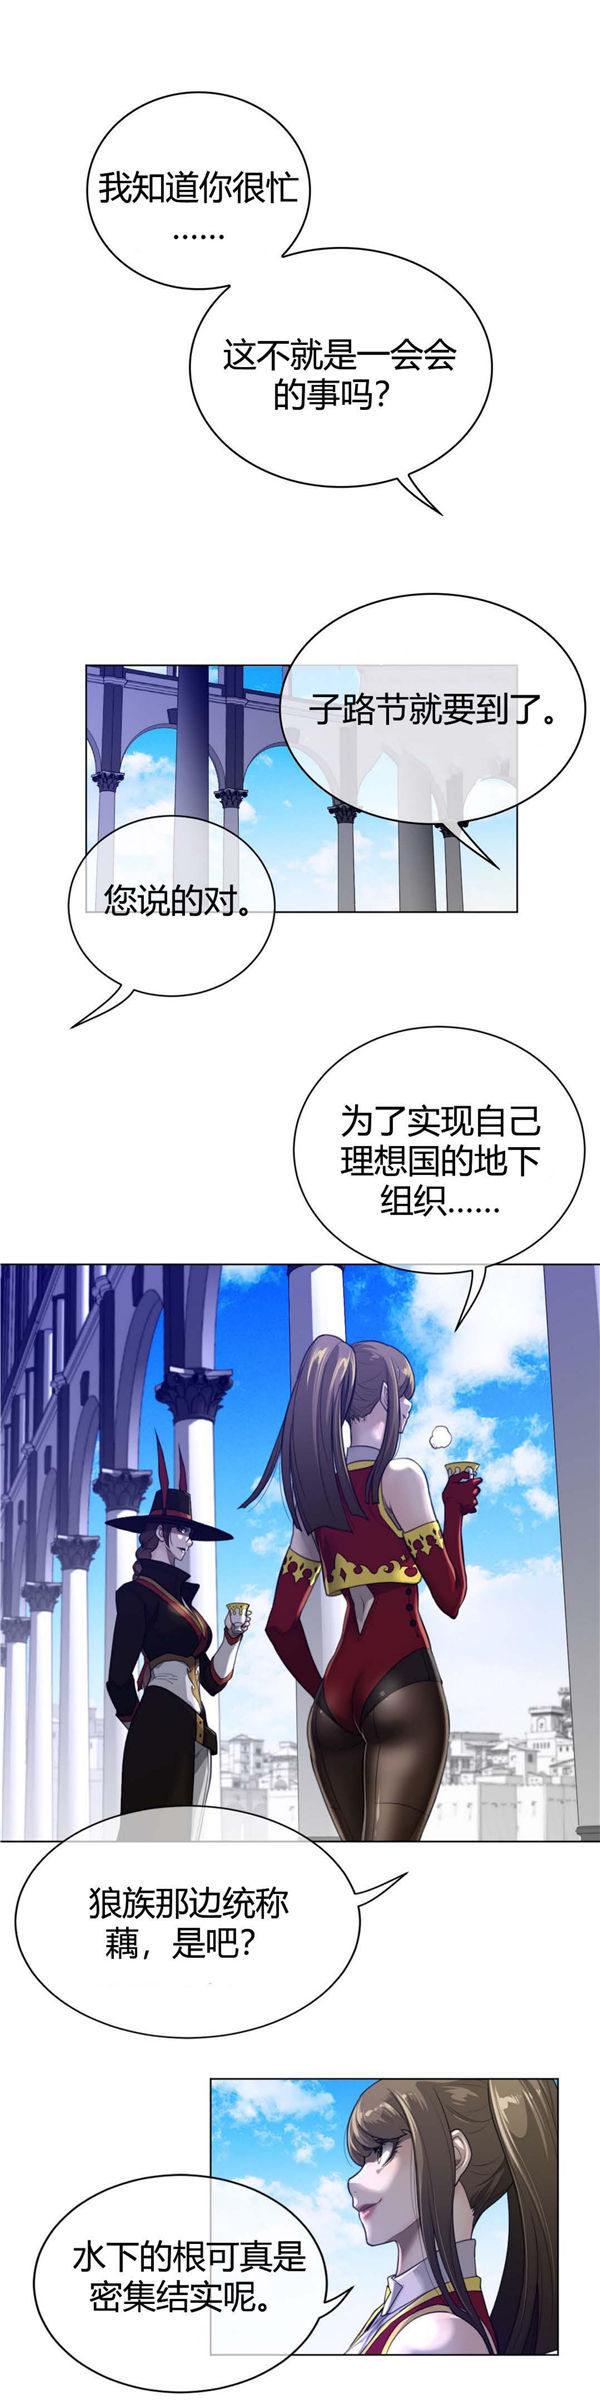 我知道你很忙
……
这不就是一会会
的事吗？
子路节就要到了。
您说的对。
为了实现自己
理想国的地下
组织……
狼族那边统称
藕，是吧？
水下的根可真是
密集结实呢。